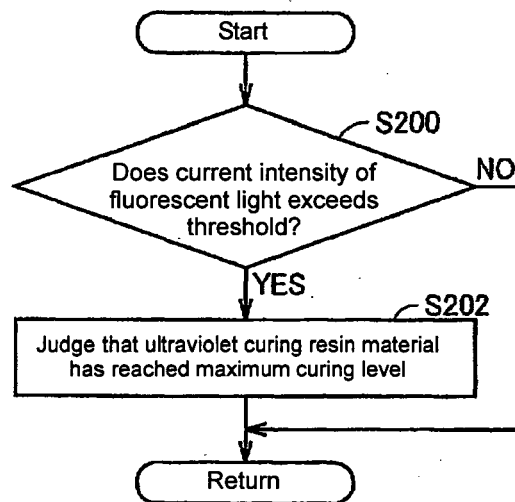 Start
S200
Does current intensity of
fluorescent light exceeds
threshold?
NO
YES
S202
Judge that ultraviolet curing resin material
has reached maximum curing level
Return